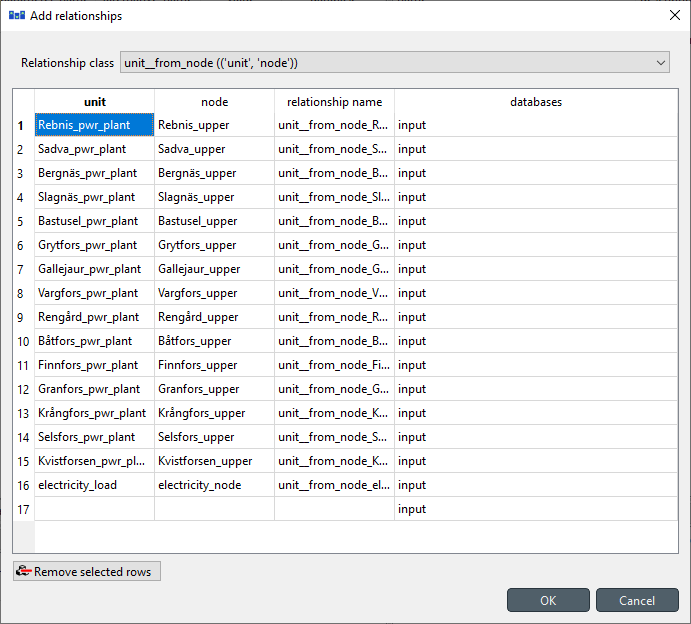 Add relationships
Relationship class unit__from_node (('unit', 'node'))
unit node relationship name databases
1 Rebnis_pwr_plant Rebnis_upper unit__from_node_R... input
2 Sadva_pwr_plant Sadva_upper unit__from_node_S... input
3 Bergnäs_pwr_plant Bergnäs_upper unit__from_node_B... input
4 Slagnäs_pwr_plant Slagnäs_upper unit__from_node_Sl... input
5 Bastusel_pwr_plant Bastusel_upper unit__from_node_B... input
6 Grytfors_pwr_plant Grytfors_upper unit__from_node_G... input
7 Gallejaur_pwr_plant Gallejaur_upper unit__from_node_G... input
8 Vargfors_pwr_plant Vargfors_upper unit__from_node_V... input
9 Rengård_pwr_plant Rengård_upper unit__from_node_R... input
10 Båtfors_pwr_plant Båtfors_upper unit__from_node_B... input
11 Finnfors_pwr_plant Finnfors_upper unit__from_node_Fi... input
12 Granfors_pwr_plant Granfors_upper unit__from_node_G... input
13 Krångfors_pwr_plant Krångfors_upper unit__from_node_K... input
14 Selsfors_pwr_plant Selsfors_upper unit__from_node_S... input
15 Kvistforsen_pwr_pl... Kvistforsen_upper unit__from_node_K... input
16 electricity_load electricity_node unit__from_node_el... input
17 input
Remove selected rows
OK Cancel